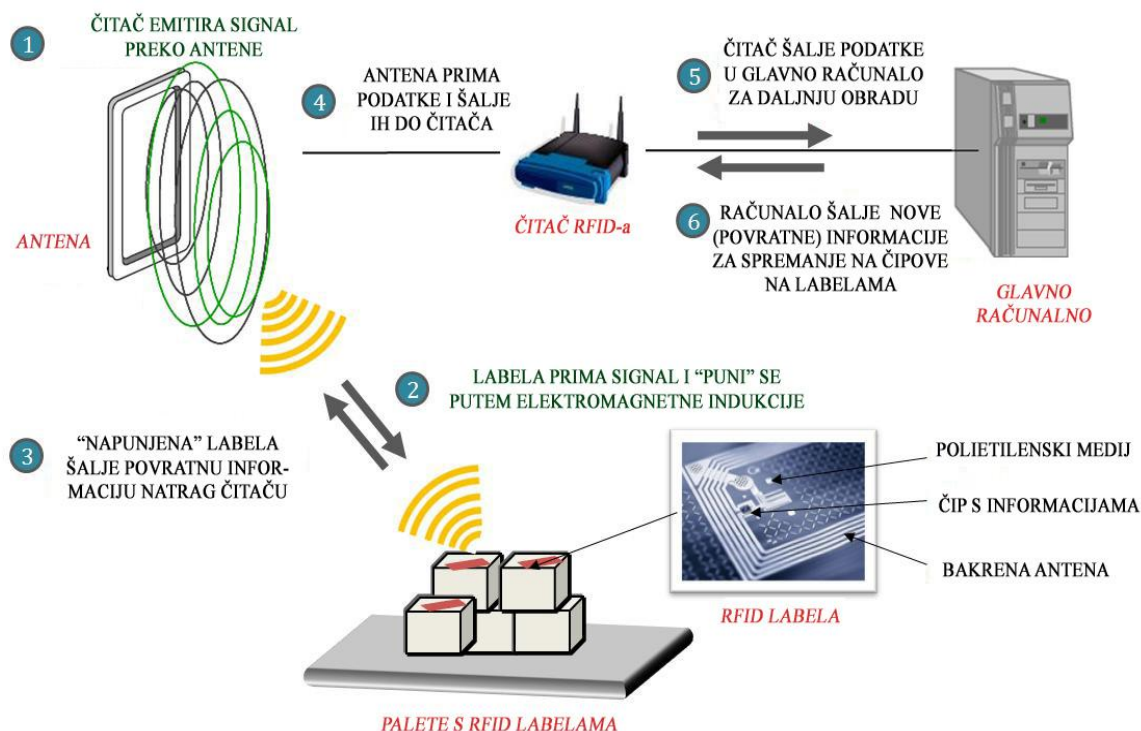 1
ČITAČ EMITIRA SIGNAL
PREKO ANTENE
ANTENA
4
ANTENA PRIMA
PODATKE I ŠALJE
IH DO ČITAČA
ČITAČ RFID-a
5
ČITAČ ŠALJE PODATKE
U GLAVNO RAČUNALO
ZA DALJNJU OBRADU
6
RAČUNALO ŠALJE NOVE
(POVRATNE) INFORMACIJE
ZA SPREMANJE NA ČIPOVE
NA LABELAMA
GLAVNO
RAČUNALNO
2
LABELA PRIMA SIGNAL I “PUNI” SE
PUTEM ELEKTROMAGNETNE INDUKCIJE
3
“NAPUNJENA” LABELA
ŠALJE POVRATNU INFOR-
MACIJU NATRAG ČITAČU
POLIETILENSKI MEDIJ
ČIP S INFORMACIJAMA
BAKRENA ANTENA
RFID LABELA
PALETE S RFID LABELAMA